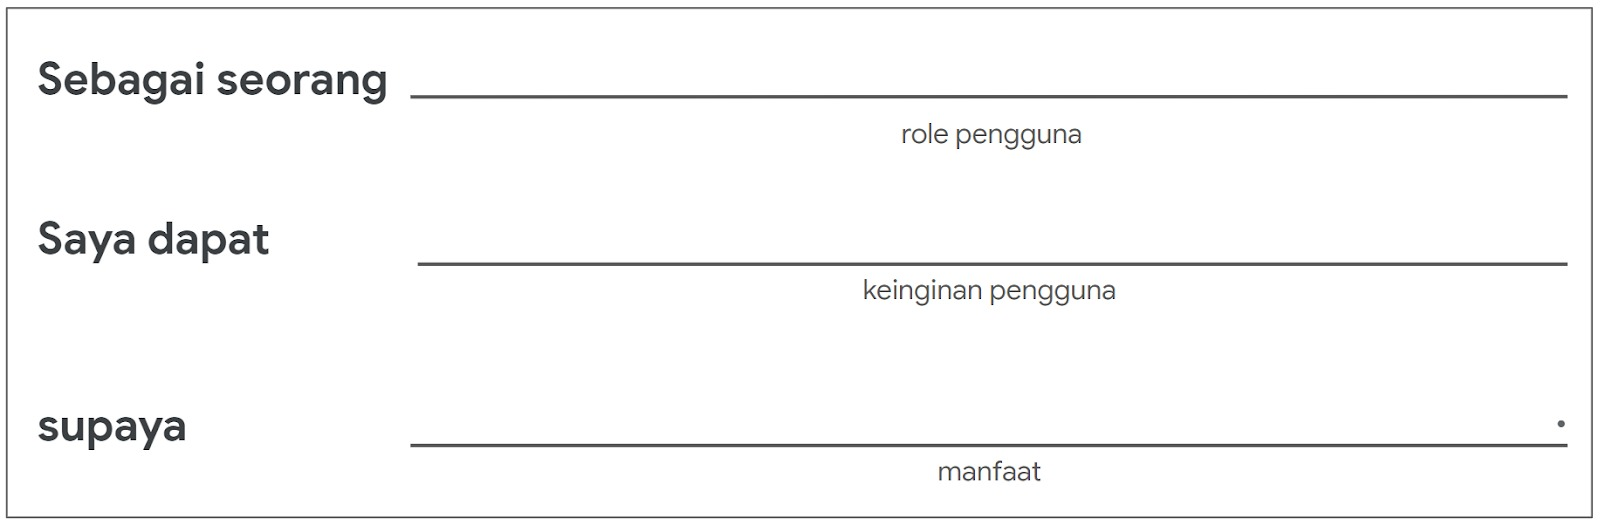 Sebagai seorang
role pengguna
Saya dapat
keinginan pengguna
supaya .
manfaat